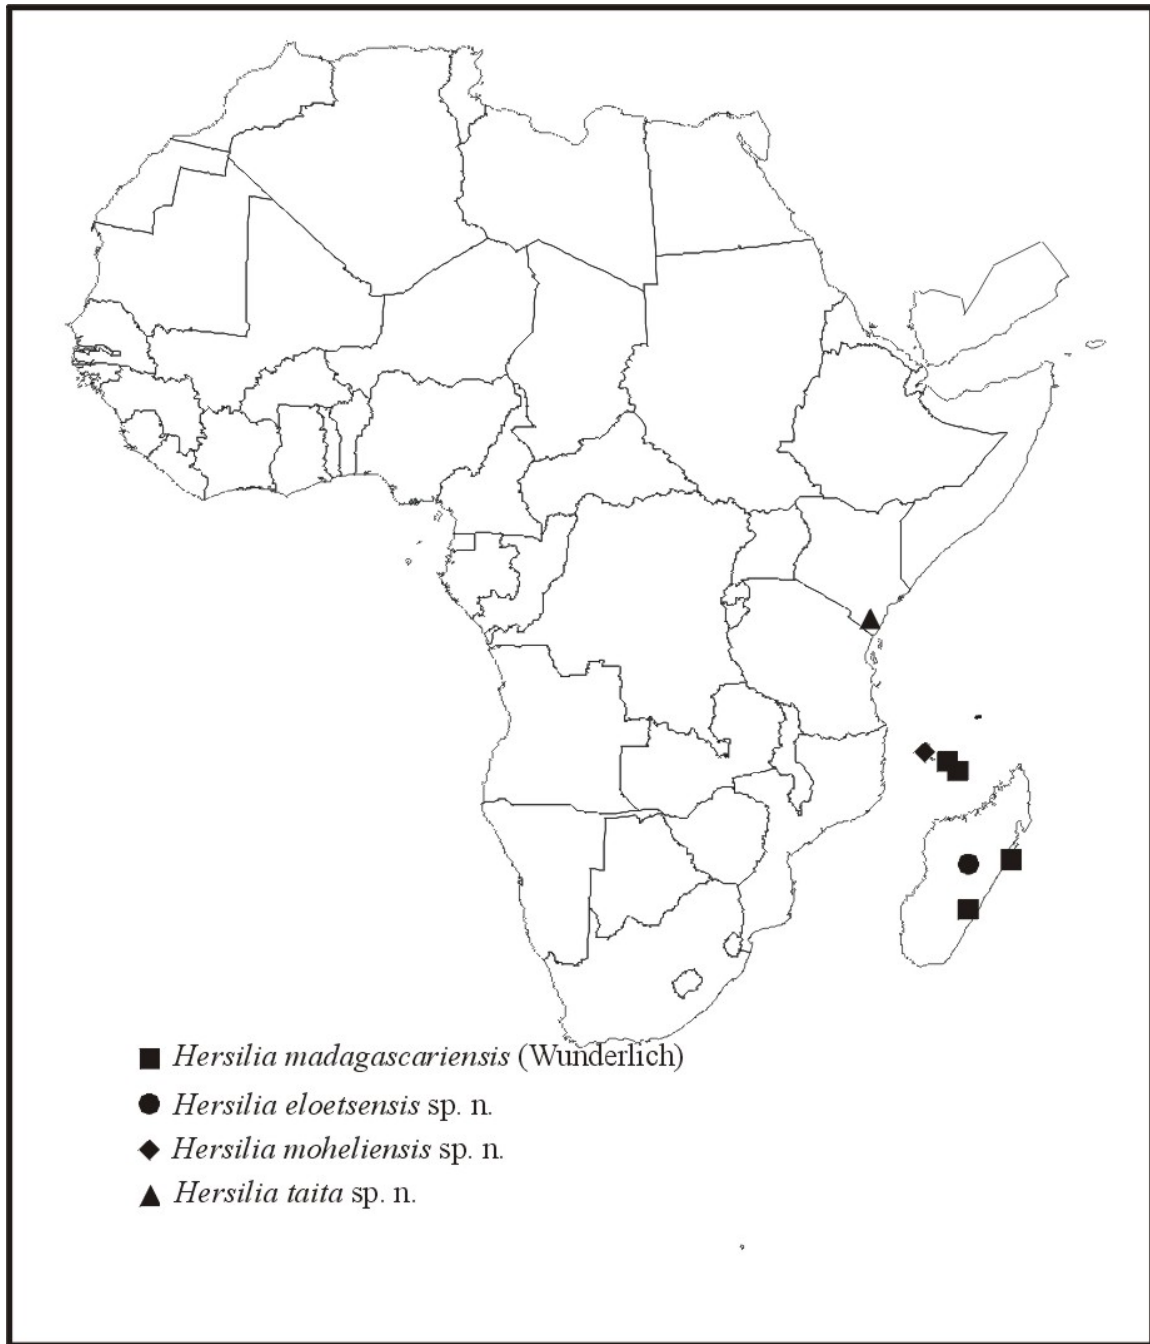 Hersilia madagascariensis (Wunderlich)
Hersilia eloetsensis sp. n.
Hersilia moheliensis sp. n.
Hersilia taita sp. n.